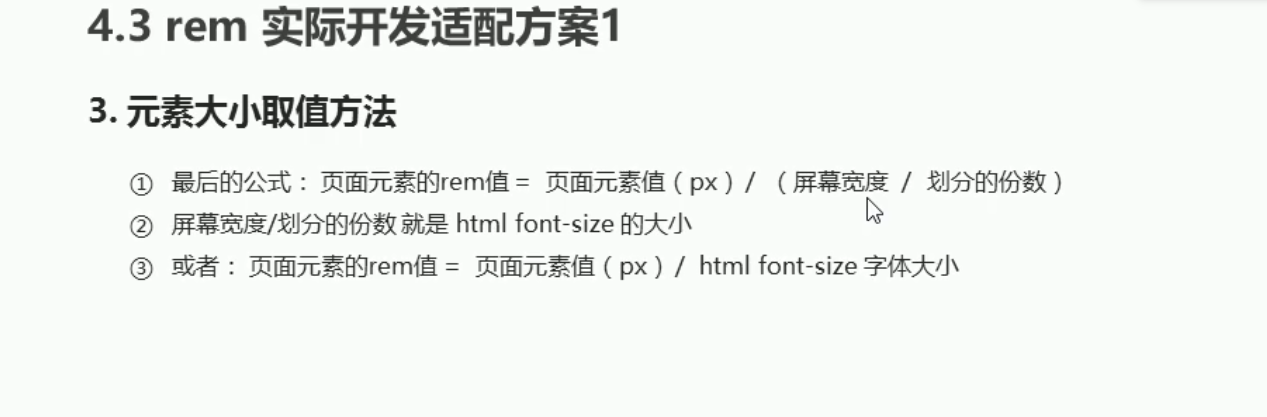 4.3 rem 实际开发适配方案1
3. 元素大小取值方法
① 最后的公式：页面元素的rem值 = 页面元素值（px）/ （屏幕宽度 / 划分的份数）
② 屏幕宽度/划分的份数 就是 html font-size 的大小
③ 或者：页面元素的rem值 = 页面元素值（px）/ html font-size 字体大小